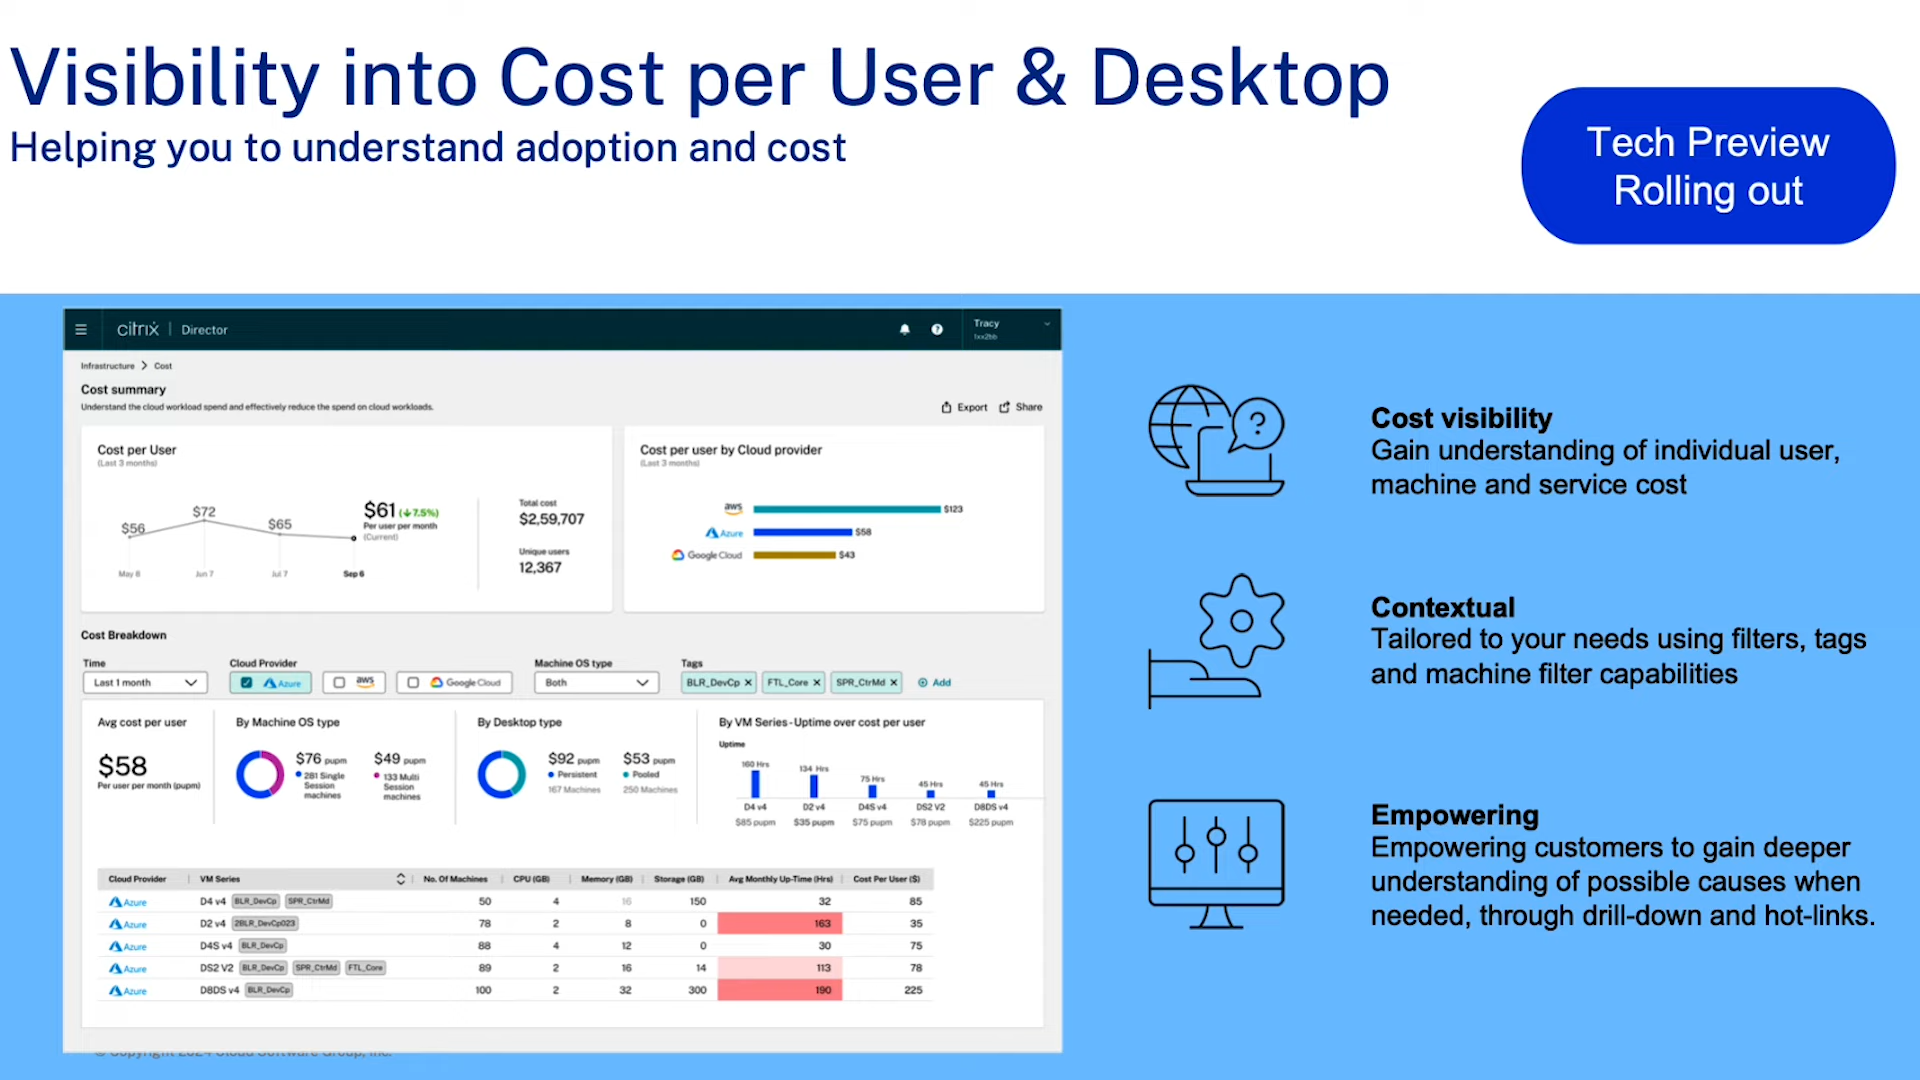 Visibility into Cost per User & Desktop
Helping you to understand adoption and cost
Tech Preview
Rolling out
citrix | Director
Tracy
1xx2bb
Infrastructure > Cost
Cost summary
Understand the cloud workload spend and effectively reduce the spend on cloud workloads.
Export Share
Cost per User
(Last 3 months)
$56 $72 $65 $61 (↓7.5%)
Per user per month
(Current)
May 8 Jun 7 Jul 7 Sep 6
Total cost
$2,59,707
Unique users
12,367
Cost per user by Cloud provider
(Last 3 months)
aws $123
Azure $58
Google Cloud $43
Cost Breakdown
Time Cloud Provider Machine OS type Tags
Last 1 month Azure aws Google Cloud Both BLR_DevCp × FTL_Core × SPR_CtrMd × Add
Avg cost per user
$58
Per user per month (pupm)
By Machine OS type
$76 pupm
281 Single
Session
machines
$49 pupm
133 Multi
Session
machines
By Desktop type
$92 pupm
Persistent
167 Machines
$53 pupm
Pooled
250 Machines
By VM Series - Uptime over cost per user
Uptime
160 Hrs 134 Hrs 75 Hrs 45 Hrs 45 Hrs
D4 v4 D2 v4 D4S v4 DS2 V2 D8DS v4
$85 pupm $35 pupm $75 pupm $78 pupm $225 pupm
Cloud Provider VM Series No. Of Machines CPU (GB) Memory (GB) Storage (GB) Avg Monthly Up-Time (Hrs) Cost Per User ($)
Azure D4 v4 BLR_DevCp SPR_CtrMd 50 4 16 150 32 85
Azure D2 v4 2BLR_DevCp023 78 2 8 0 163 35
Azure D4S v4 BLR_DevCp 88 4 12 0 30 75
Azure DS2 V2 BLR_DevCp SPR_CtrMd FTL_Core 89 2 16 14 113 78
Azure D8DS v4 BLR_DevCp 100 2 32 300 190 225
© Copyright 2024 Cloud Software Group, Inc.
Cost visibility
Gain understanding of individual user,
machine and service cost
Contextual
Tailored to your needs using filters, tags
and machine filter capabilities
Empowering
Empowering customers to gain deeper
understanding of possible causes when
needed, through drill-down and hot-links.